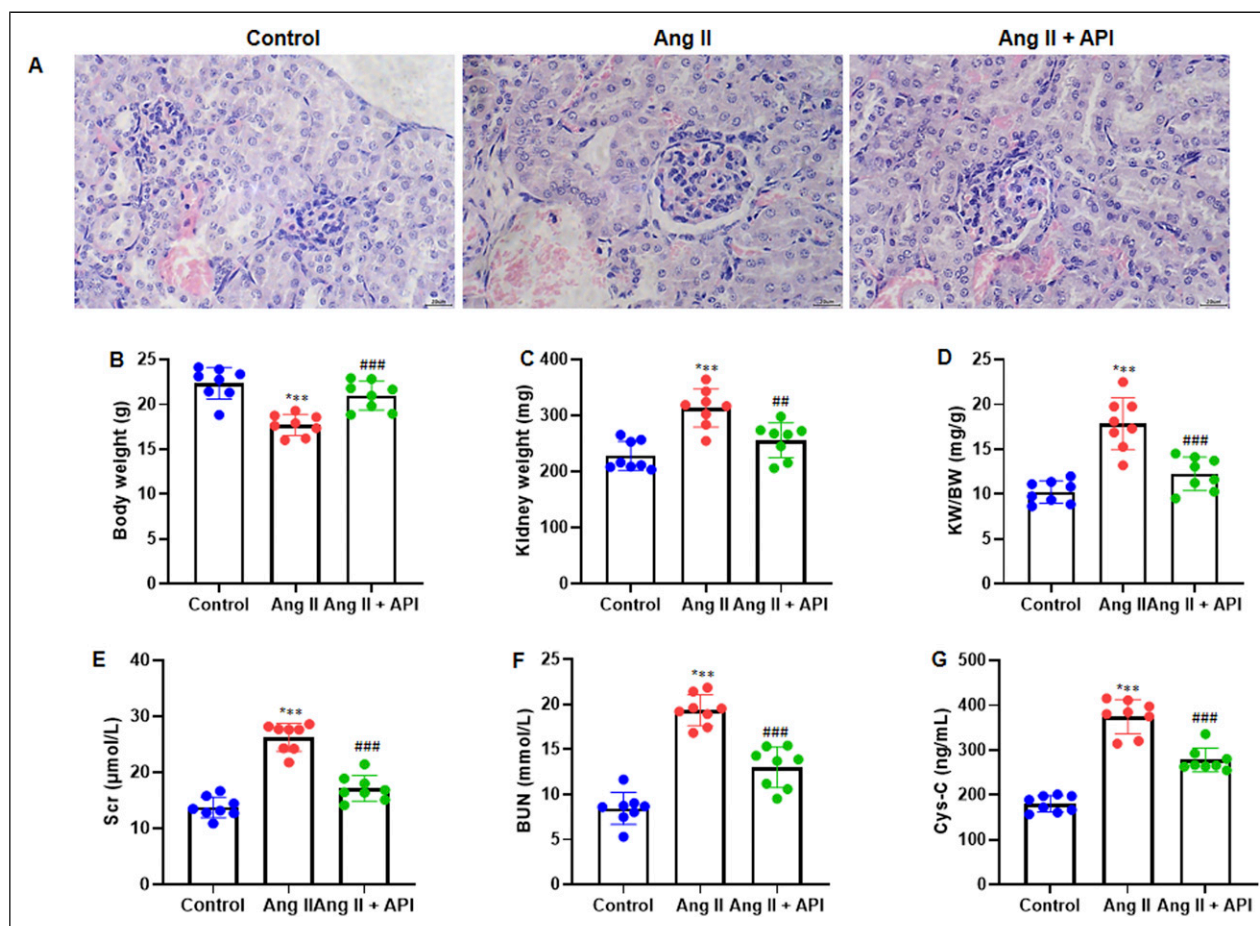 Control Ang II Ang II + API
A
20um 20um 20um
B C D
Body weight (g)
25
20
15
10
5
0
***
###
Control Ang II Ang II + API
Kidney weight (mg)
400
300
200
100
0
***
##
Control Ang II Ang II + API
KW/BW (mg/g)
25
20
15
10
5
0
***
###
Control Ang II Ang II + API
E F G
Scr (μmol/L)
40
30
20
10
0
***
###
Control Ang II Ang II + API
BUN (mmol/L)
25
20
15
10
5
0
***
###
Control Ang II Ang II + API
Cys-C (ng/mL)
500
400
300
200
100
0
***
###
Control Ang II Ang II + API